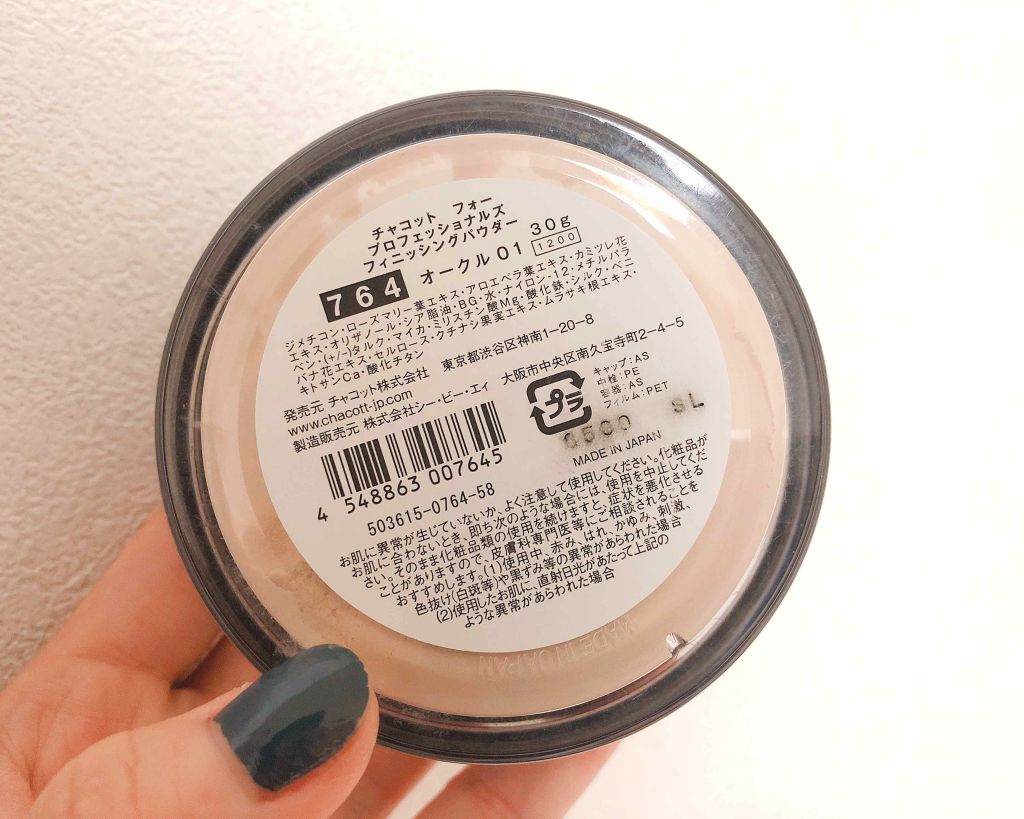 チャコット フォー
プロフェッショナルズ
フィニッシングパウダー
764 オークル01 30g
1200
ジメチコン・ローズマリー葉エキス・アロエベラ葉エキス・カミツレ花
エキス・オリザノール・シア脂油・BG・水・ナイロン-12・メチルパラ
ベン・(+/-)タルク・マイカ・ミリスチン酸Mg・酸化鉄・シルク・ベニ
バナ花エキス・セルロース・クチナシ果実エキス・ムラサキ根エキス・
キトサンCa・酸化チタン
発売元 チャコット株式会社 東京都渋谷区神南1-20-8
www.chacott-jp.com
製造販売元 株式会社シー・ビー・エィ 大阪市中央区南久宝寺町2-4-5
プラ
キャップ:AS
中栓:PE
容器:AS
フィルム:PET
SL
MADE iN JAPAN
4 548863 007645
503615-0764-58
お肌に異常が生じていないか、よく注意して使用してください。化粧品が
お肌に合わないとき、即ち次のような場合には、使用を中止してくだ
さい。そのまま化粧品類の使用を続けますと、症状を悪化させる
ことがありますので、皮膚科専門医等にご相談されることを
おすすめします。(1)使用中、赤み、はれ、かゆみ、刺激、
色抜け(白斑等)や黒ずみ等の異常があらわれた場合
(2)使用したお肌に、直射日光があたって上記の
ような異常があらわれた場合
MADE IN JAPAN